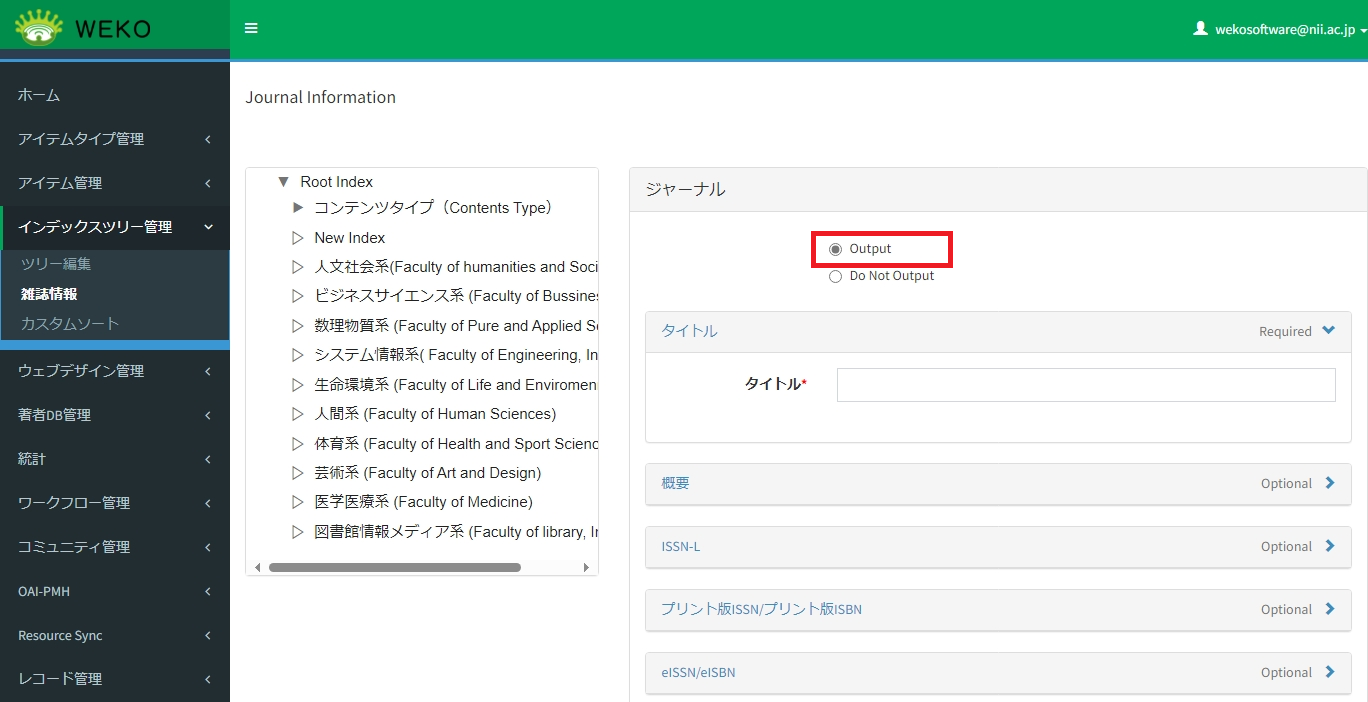 WEKO
wekosoftware@nii.ac.jp
ホーム
アイテムタイプ管理
アイテム管理
インデックスツリー管理
ツリー編集
雑誌情報
カスタムソート
ウェブデザイン管理
著者DB管理
統計
ワークフロー管理
コミュニティ管理
OAI-PMH
Resource Sync
レコード管理
Journal Information
Root Index
コンテンツタイプ（Contents Type）
New Index
人文社会系(Faculty of humanities and Soci
ビジネスサイエンス系 (Faculty of Bussines
数理物質系 (Faculty of Pure and Applied S
システム情報系( Faculty of Engineering, In
生命環境系 (Faculty of Life and Enviromen
人間系 (Faculty of Human Sciences)
体育系 (Faculty of Health and Sport Scienc
芸術系 (Faculty of Art and Design)
医学医療系 (Faculty of Medicine)
図書館情報メディア系 (Faculty of library, I
ジャーナル
Output
Do Not Output
タイトル Required
タイトル*
概要 Optional
ISSN-L Optional
プリント版ISSN/プリント版ISBN Optional
eISSN/eISBN Optional